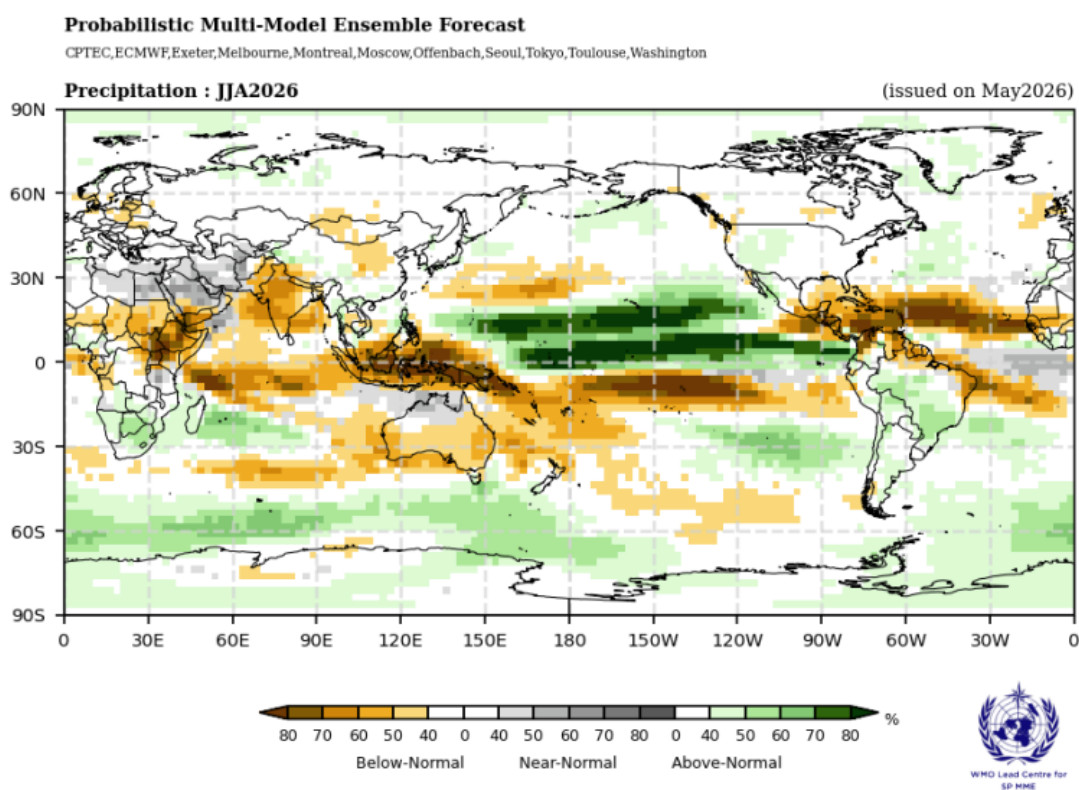 Probabilistic Multi-Model Ensemble Forecast
CPTEC,ECMWF,Exeter,Melbourne,Montreal,Moscow,Offenbach,Seoul,Tokyo,Toulouse,Washington
Precipitation : JJA2026 (issued on May2026)
90N
60N
30N
0
30S
60S
90S
0 30E 60E 90E 120E 150E 180 150W 120W 90W 60W 30W 0
80 70 60 50 40 0 40 50 60 70 80 0 40 50 60 70 80 %
Below-Normal Near-Normal Above-Normal
WMO Lead Centre for
SP MME